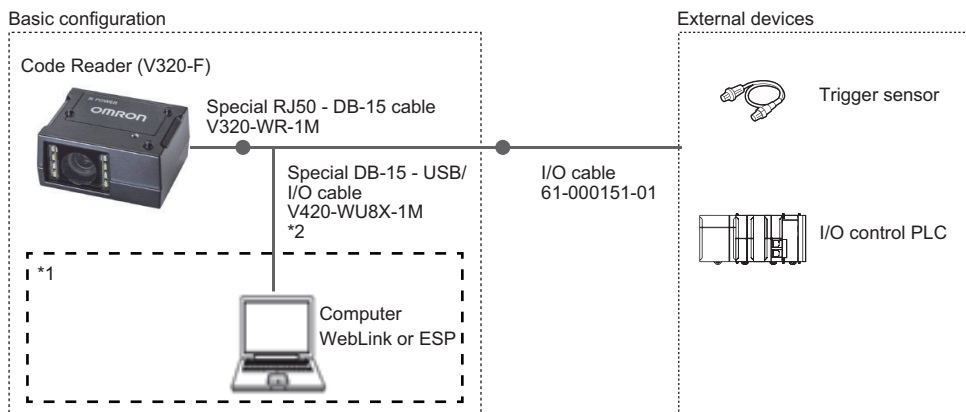 Basic configuration
External devices
Code Reader (V320-F)
POWER
OMRON
Special RJ50 - DB-15 cable
V320-WR-1M
Trigger sensor
Special DB-15 - USB/
I/O cable
V420-WU8X-1M
*2
I/O cable
61-000151-01
I/O control PLC
*1
Computer
WebLink or ESP